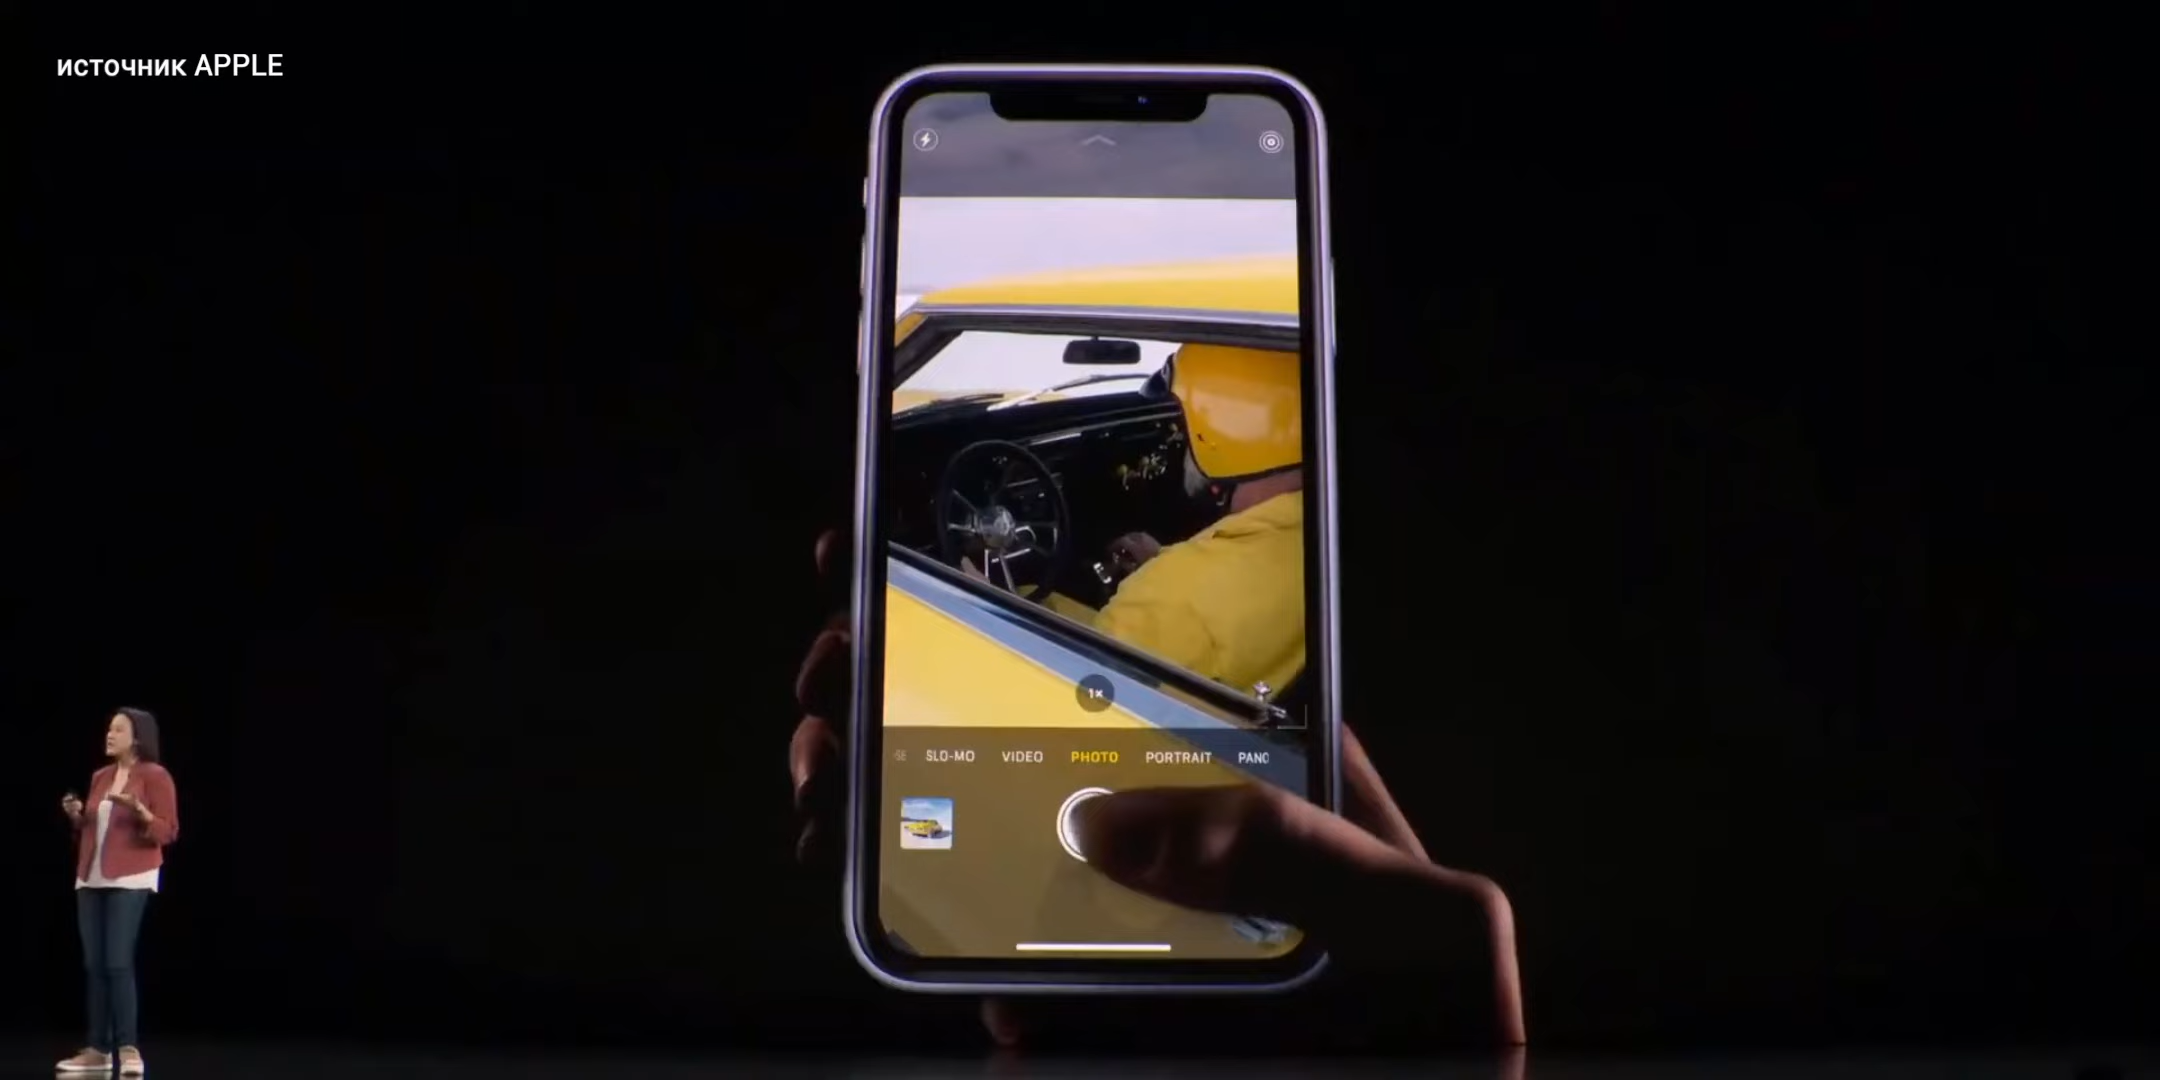 источник APPLE
1×
SLO-MO VIDEO PHOTO PORTRAIT PANO